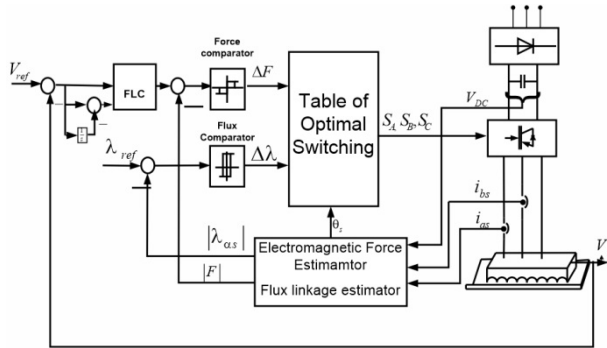 Force
comparator
V_ref
FLC
ΔF
Flux
Comparator
λ_ref
Δλ
Table of
Optimal
Switching
S_A, S_B, S_C
V_DC
i_bs
i_as
θ_s
|λ_αs|
|F|
Electromagnetic Force
Estimamtor
Flux linkage estimator
V